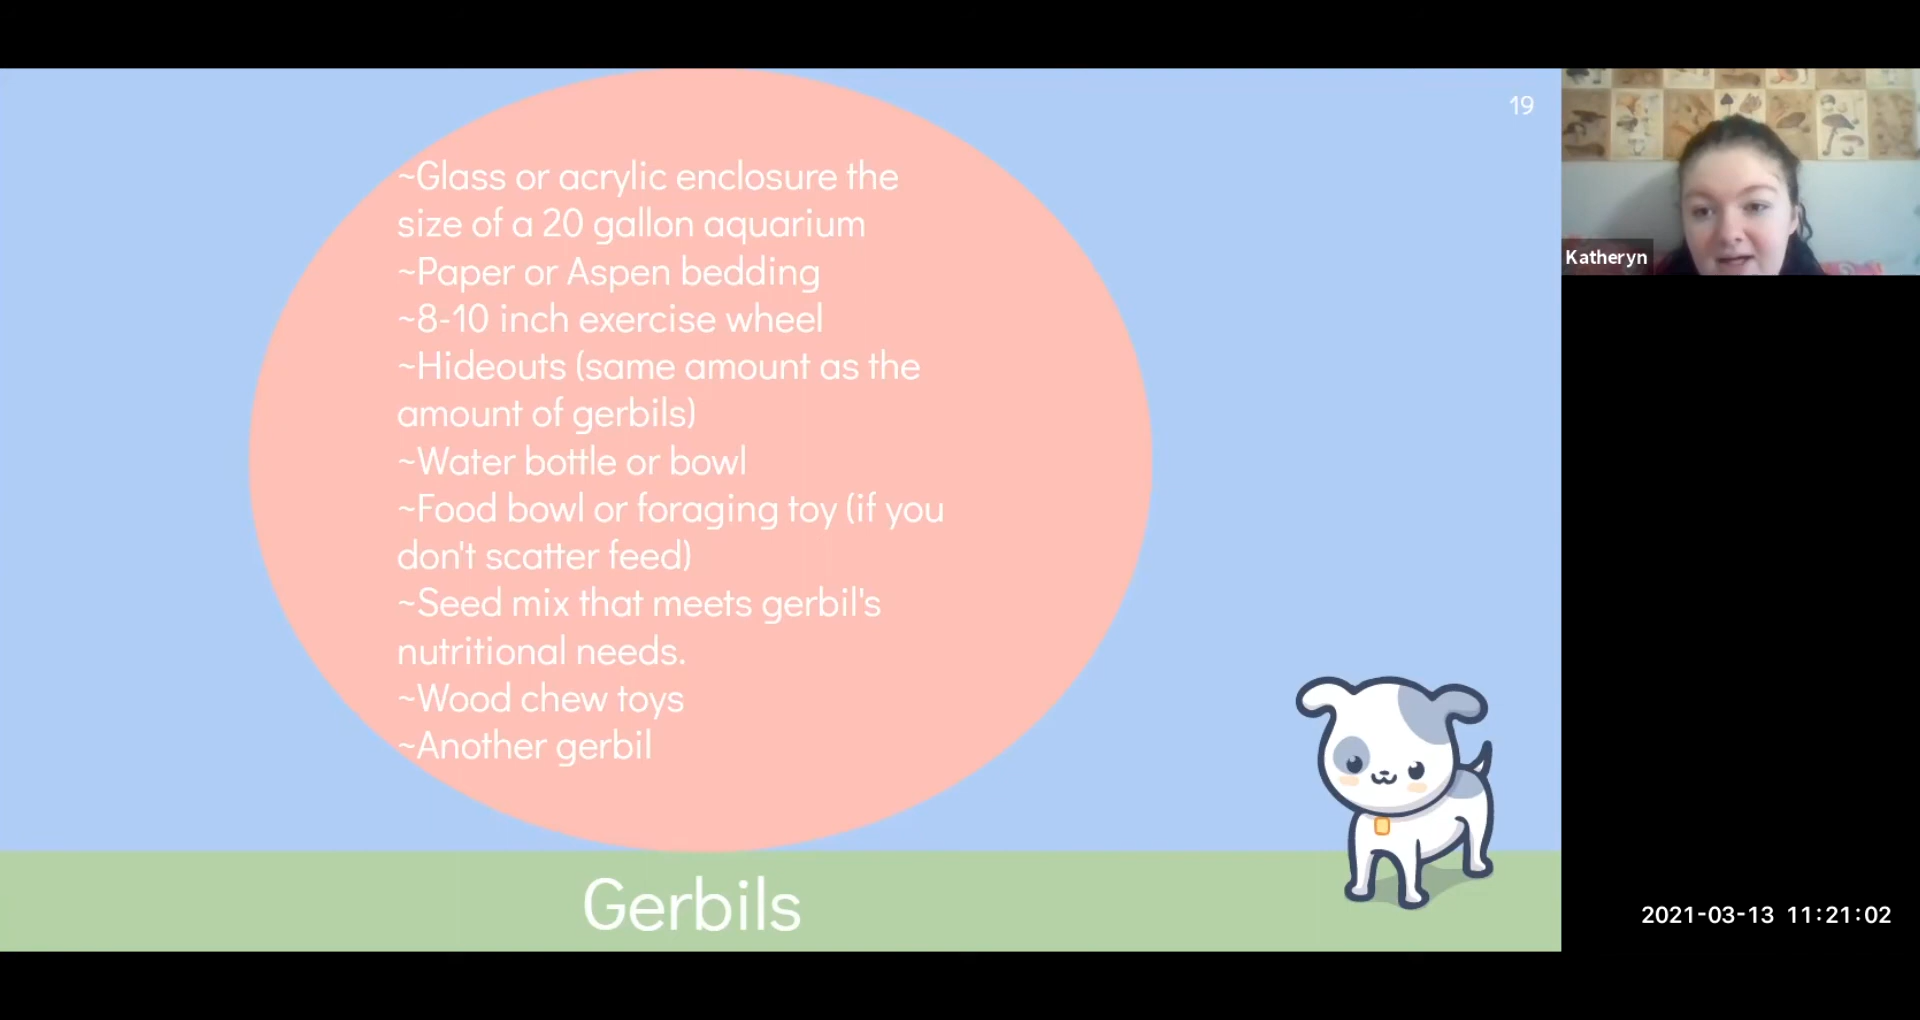 19
~Glass or acrylic enclosure the
size of a 20 gallon aquarium
~Paper or Aspen bedding
~8-10 inch exercise wheel
~Hideouts (same amount as the
amount of gerbils)
~Water bottle or bowl
~Food bowl or foraging toy (if you
don't scatter feed)
~Seed mix that meets gerbil's
nutritional needs.
~Wood chew toys
~Another gerbil
Gerbils
Katheryn
2021-03-13 11:21:02